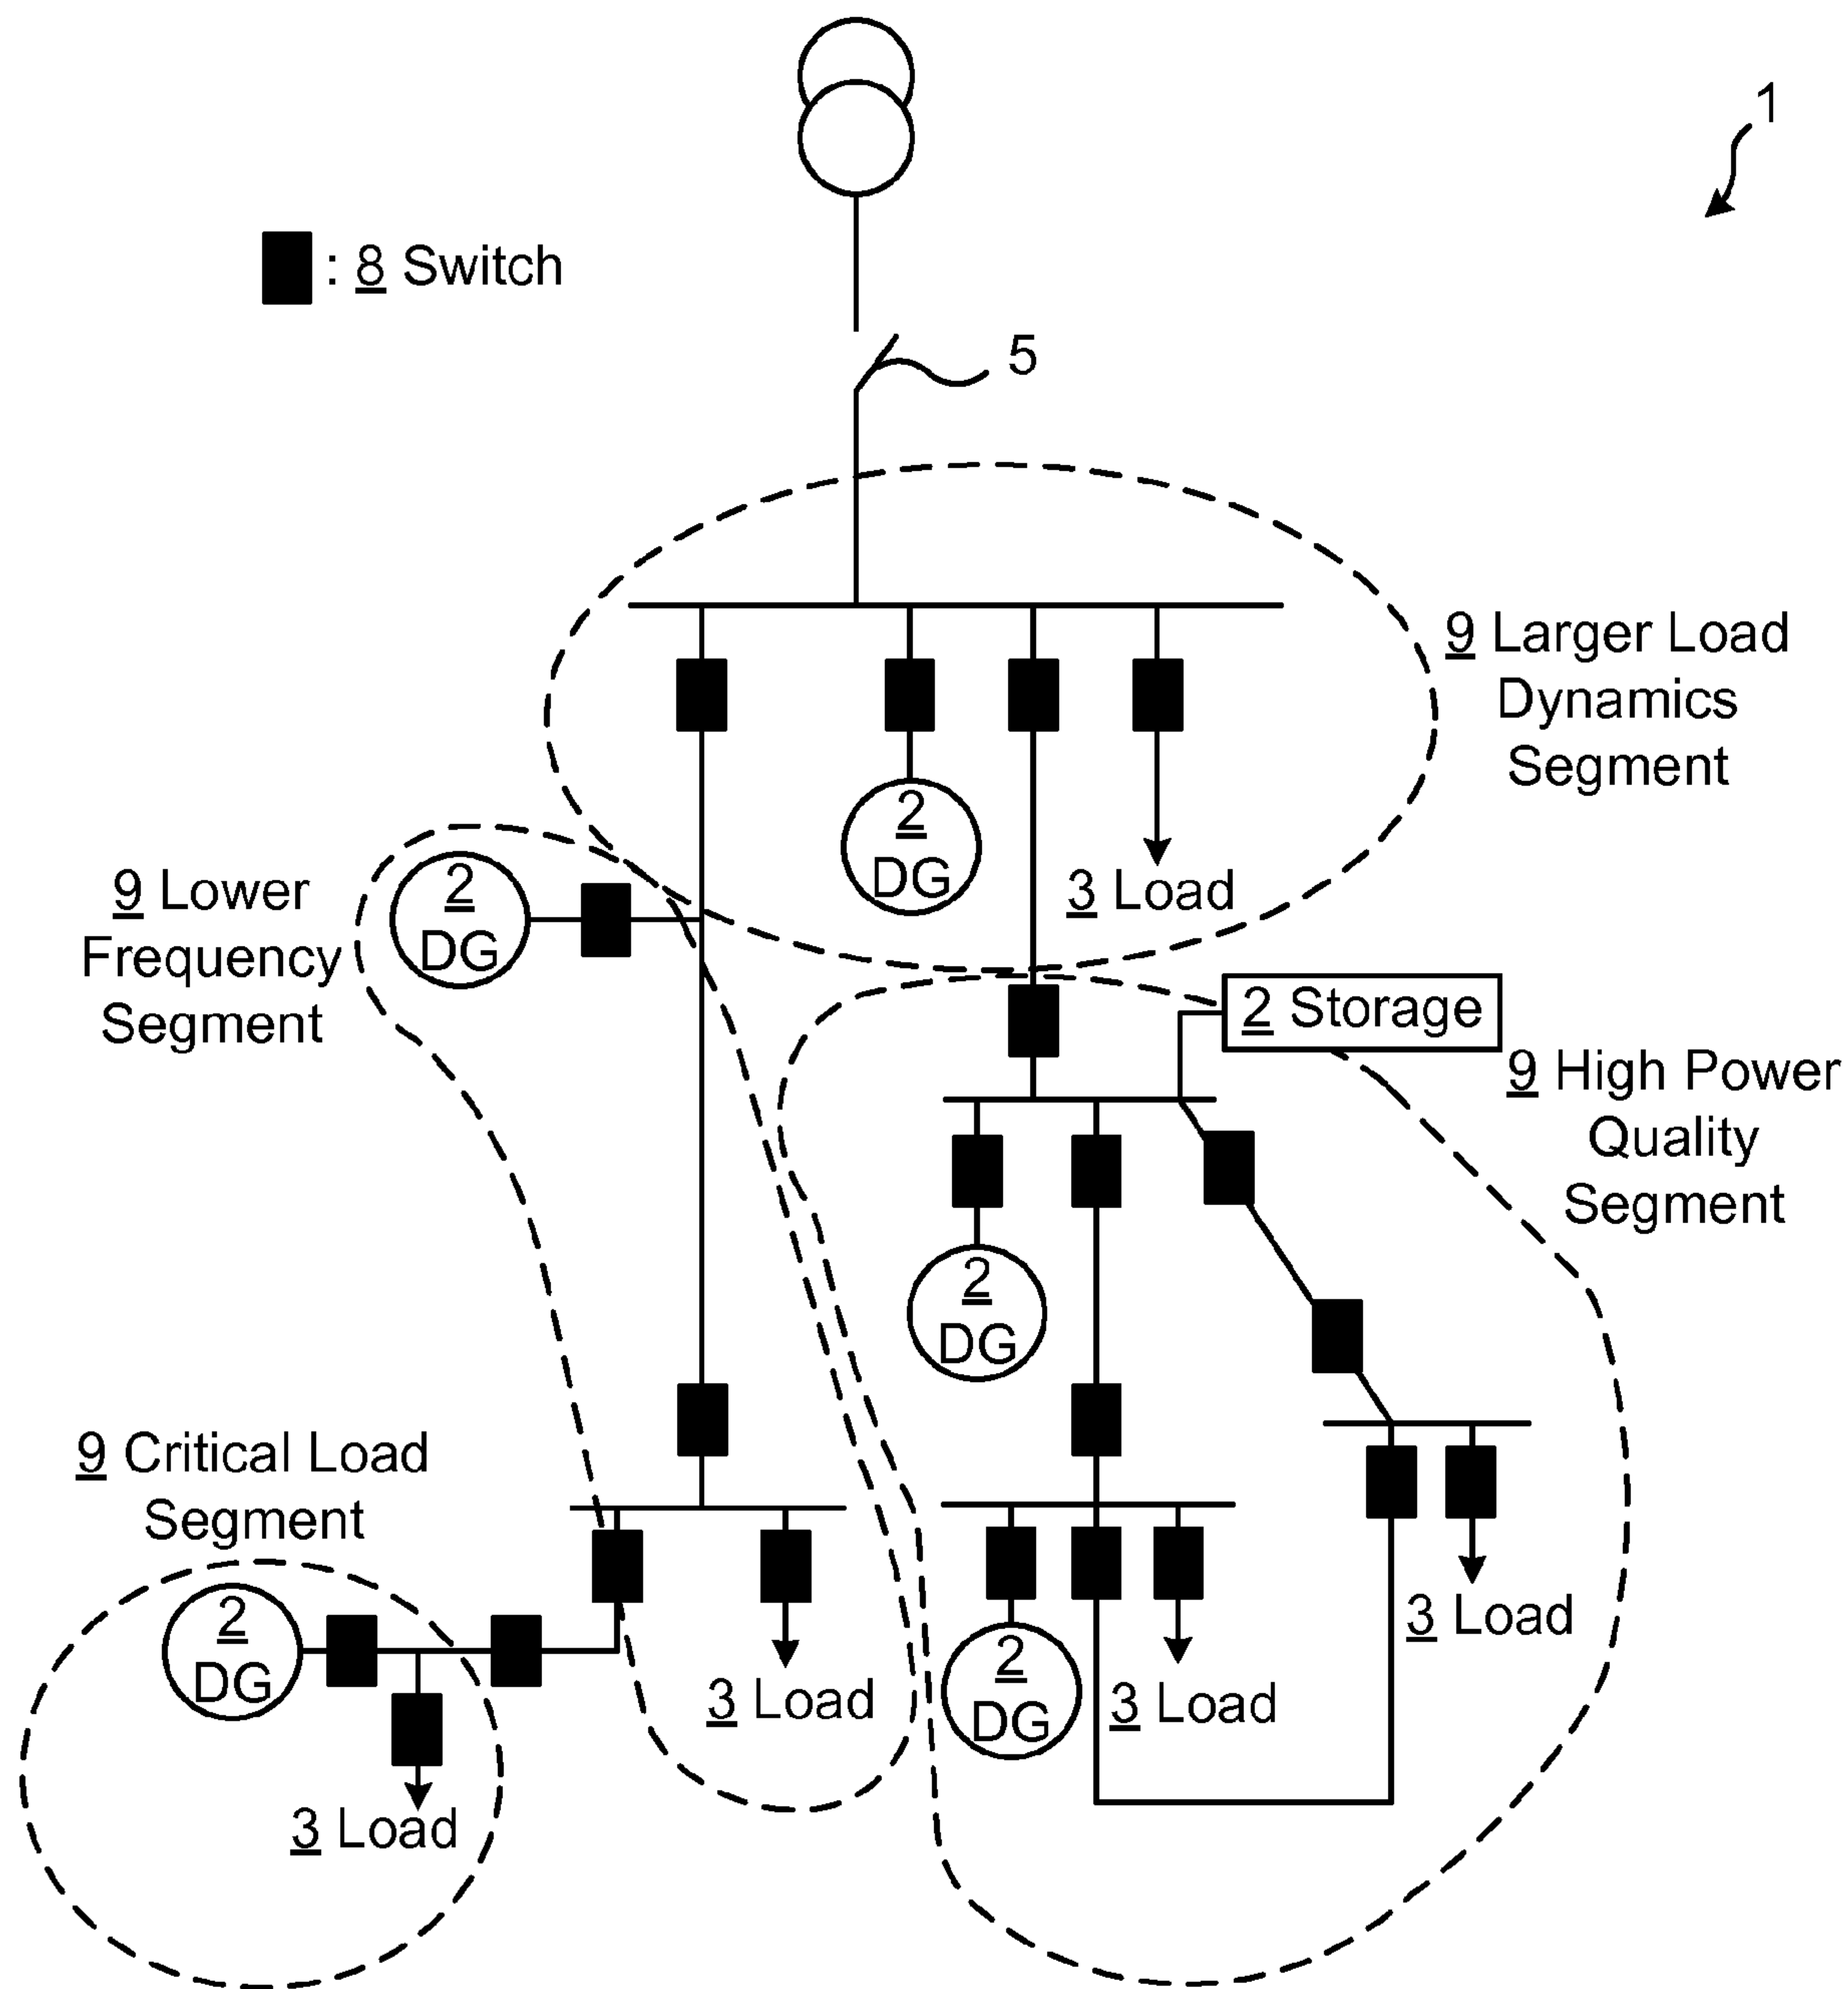 1
: 8 Switch
5
9 Larger Load
Dynamics
Segment
2
DG
3 Load
9 Lower
Frequency
Segment
2
DG
2 Storage
9 High Power
Quality
Segment
2
DG
9 Critical Load
Segment
2
DG
3 Load
3 Load
2
DG
3 Load
3 Load